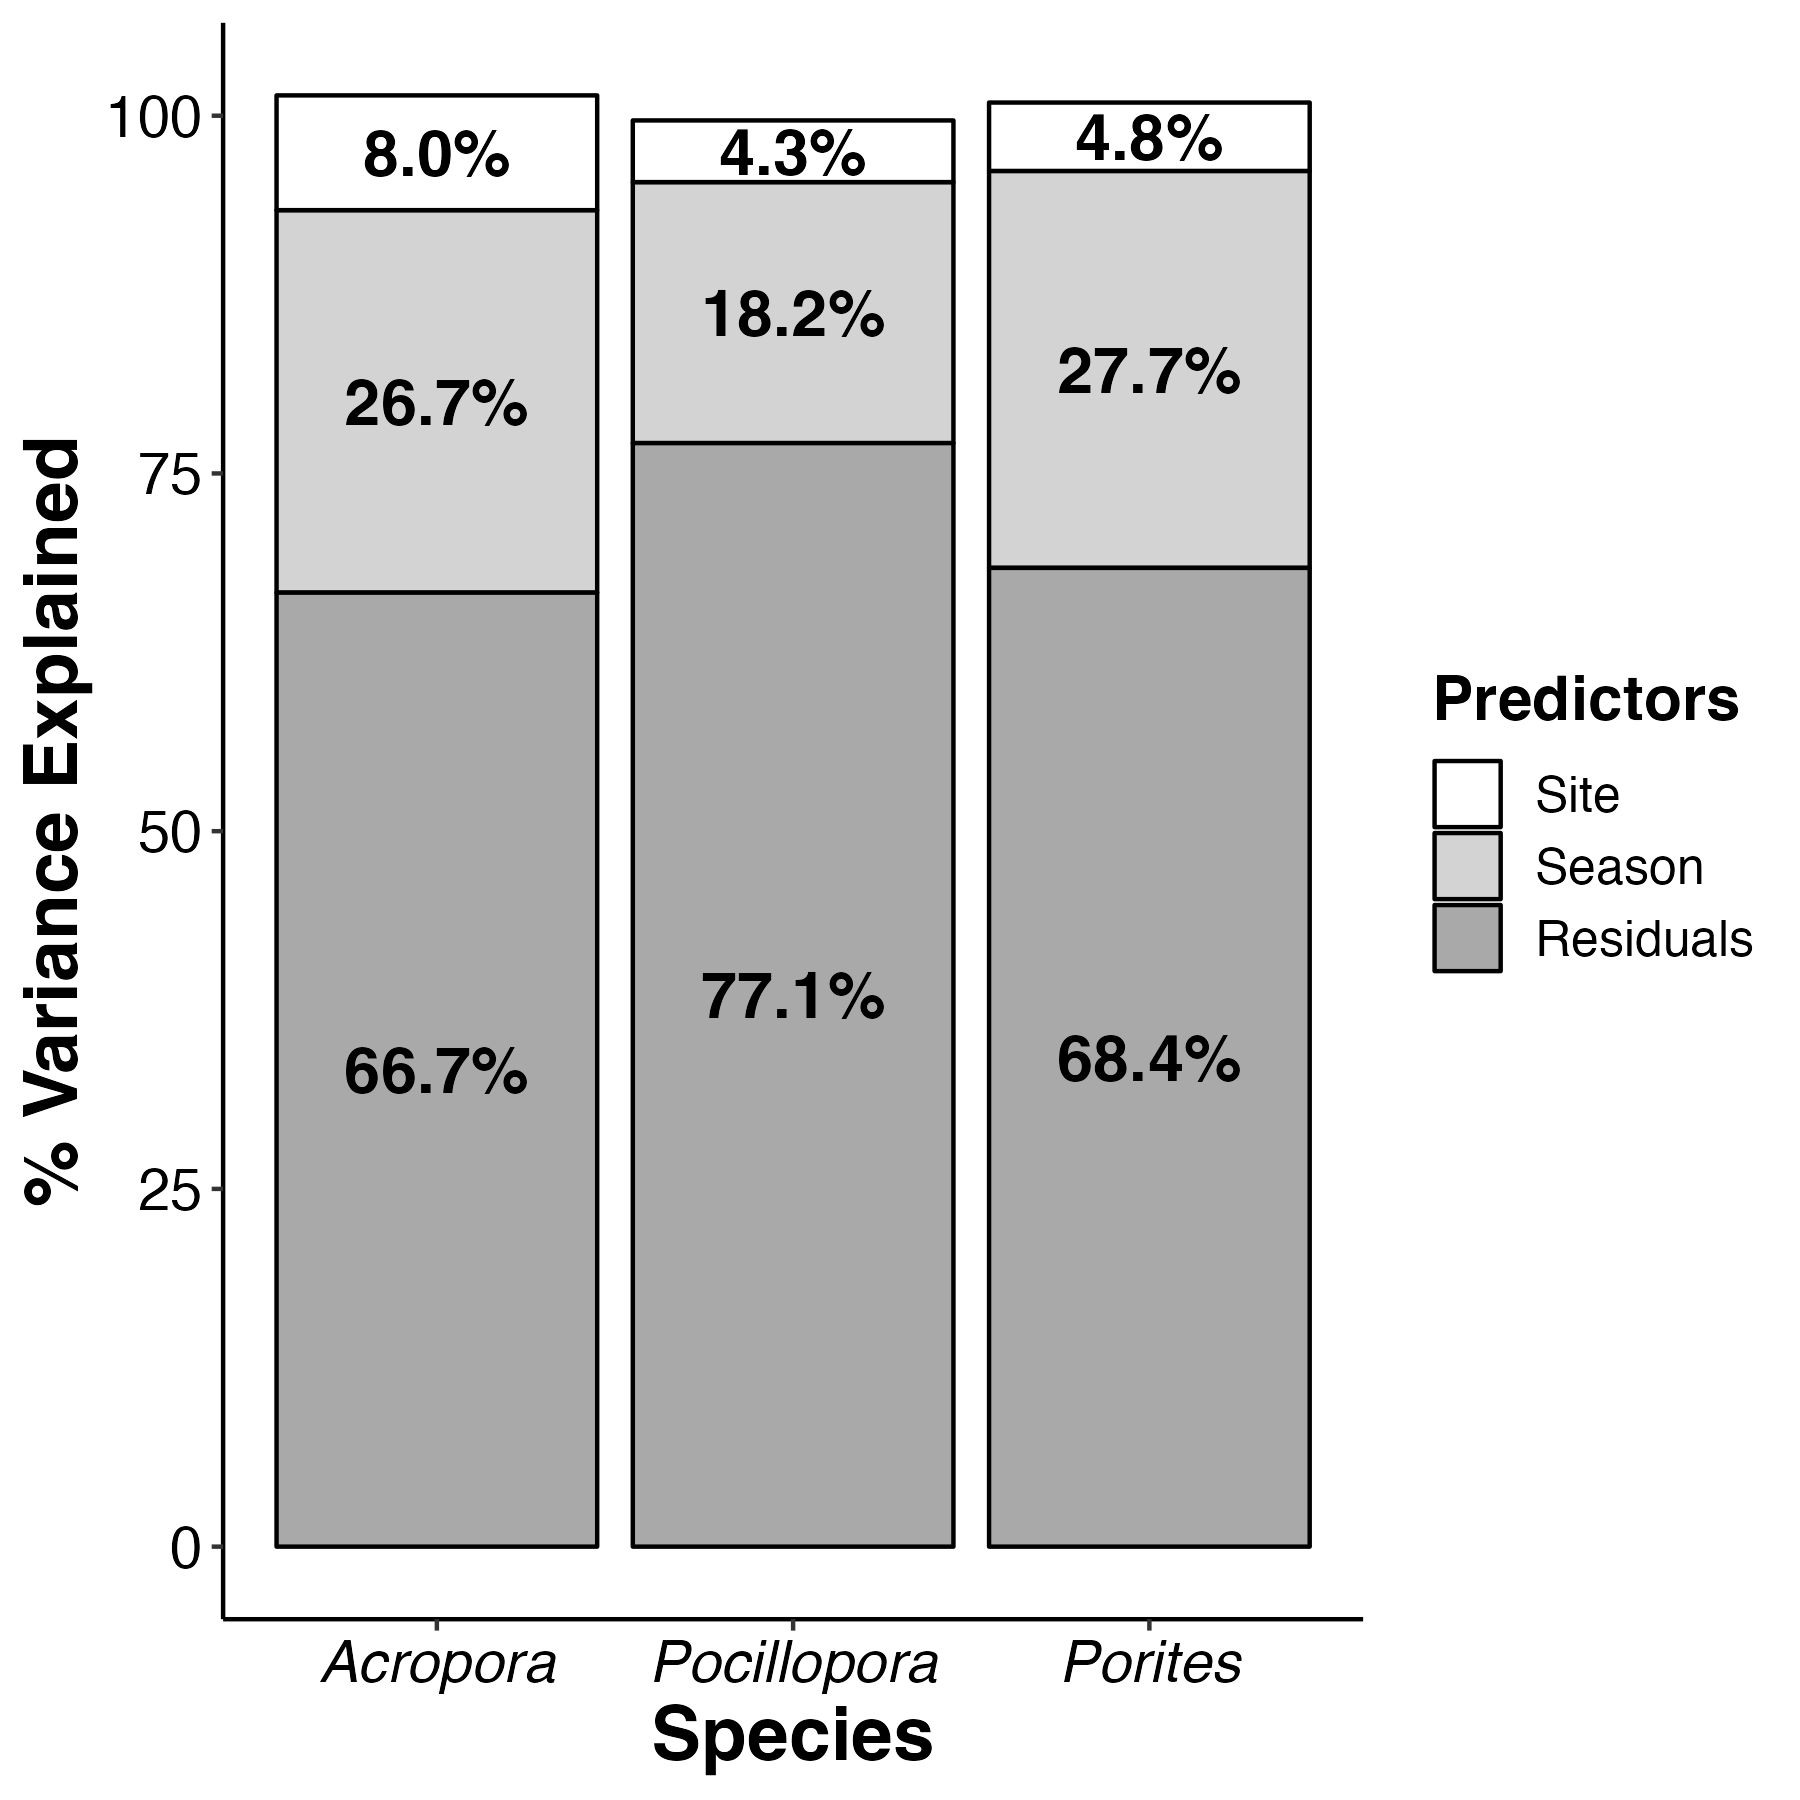 % Variance Explained
100
75
50
25
0
8.0%
26.7%
66.7%
4.3%
18.2%
77.1%
4.8%
27.7%
68.4%
Acropora
Pocillopora
Porites
Species
Predictors
Site
Season
Residuals